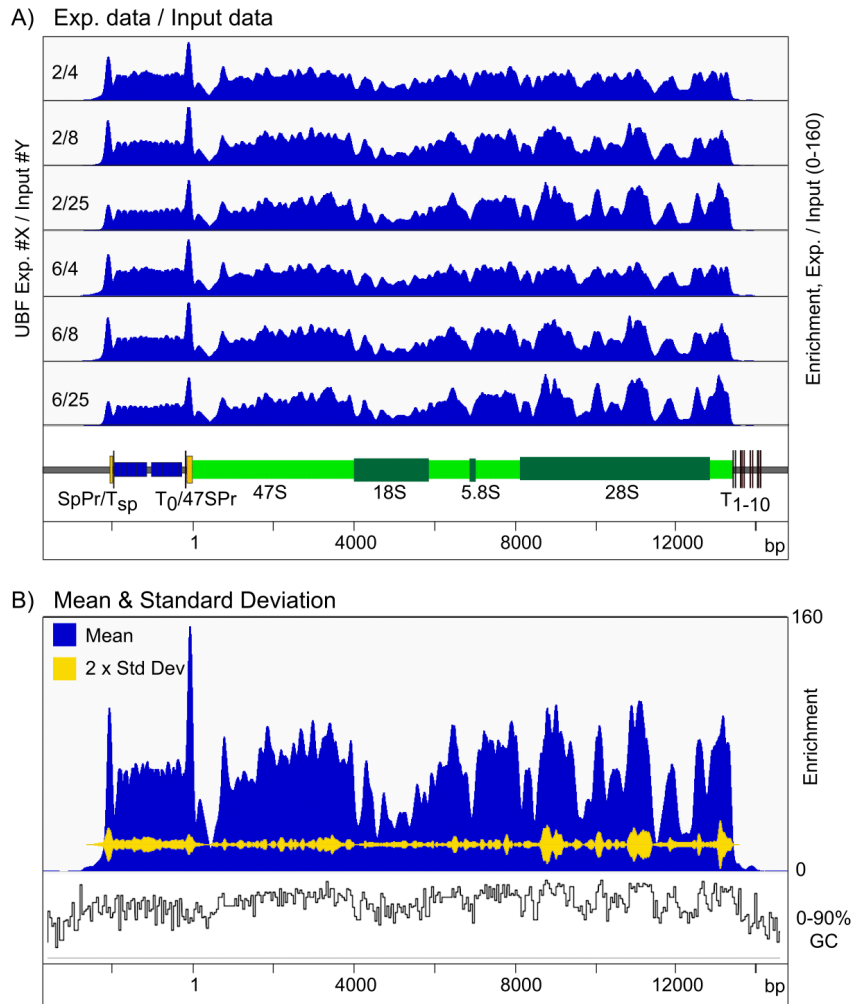 A) Exp. data / Input data
UBF Exp. #X / Input #Y
2/4
2/8
2/25
6/4
6/8
6/25
Enrichment, Exp. / Input (0-160)
SpPr/Tsp
T0/47SPr
47S
18S
5.8S
28S
T1-10
1 4000 8000 12000 bp
B) Mean & Standard Deviation
Mean
2 x Std Dev
160
Enrichment
0
0-90%
GC
1 4000 8000 12000 bp